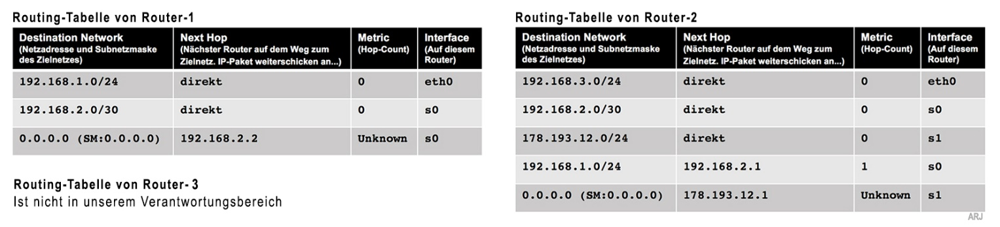 Routing-Tabelle von Router-1
Destination Network Next Hop Metric Interface
(Netzadresse und Subnetzmaske (Nächster Router auf dem Weg zum (Hop-Count) (Auf diesem
des Zielnetzes) Zielnetz. IP-Paket weiterschicken an...) Router)
192.168.1.0/24 direkt 0 eth0
192.168.2.0/30 direkt 0 s0
0.0.0.0 (SM:0.0.0.0) 192.168.2.2 Unknown s0
Routing-Tabelle von Router- 3
Ist nicht in unserem Verantwortungsbereich
Routing-Tabelle von Router-2
Destination Network Next Hop Metric Interface
(Netzadresse und Subnetzmaske (Nächster Router auf dem Weg zum (Hop-Count) (Auf diesem
des Zielnetzes) Zielnetz. IP-Paket weiterschicken an...) Router)
192.168.3.0/24 direkt 0 eth0
192.168.2.0/30 direkt 0 s0
178.193.12.0/24 direkt 0 s1
192.168.1.0/24 192.168.2.1 1 s0
0.0.0.0 (SM:0.0.0.0) 178.193.12.1 Unknown s1
ARJ